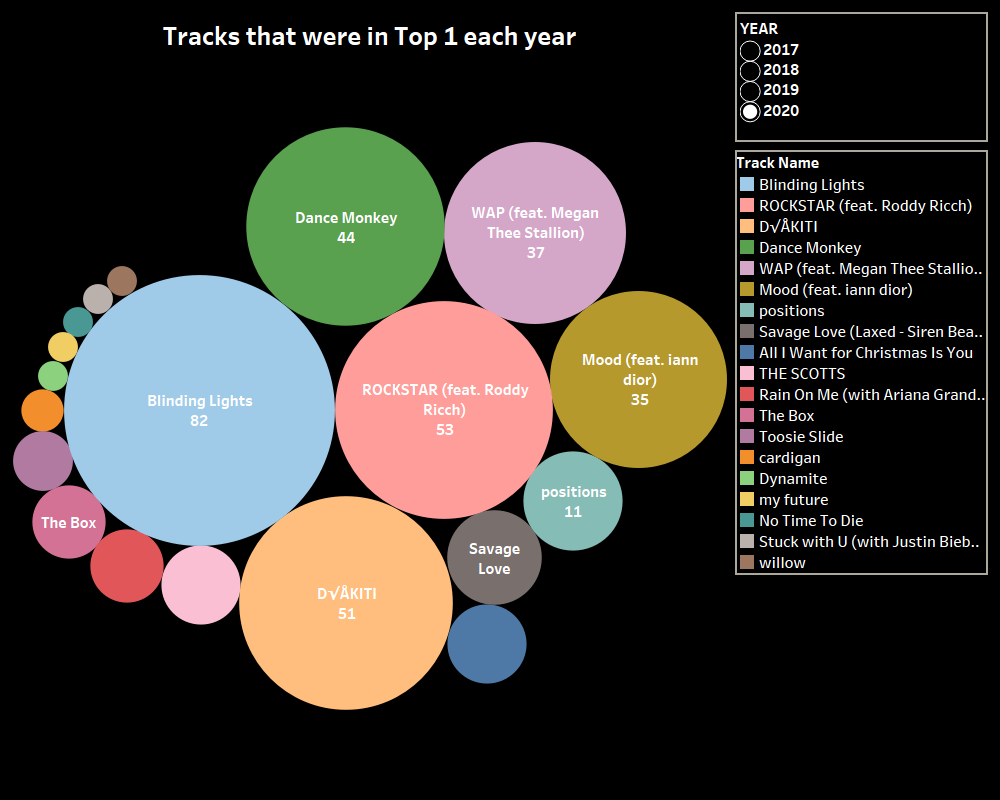 Tracks that were in Top 1 each year
YEAR
2017
2018
2019
2020
Track Name
Blinding Lights
ROCKSTAR (feat. Roddy Ricch)
D√ÅKITI
Dance Monkey
WAP (feat. Megan Thee Stallio..
Mood (feat. iann dior)
positions
Savage Love (Laxed - Siren Bea..
All I Want for Christmas Is You
THE SCOTTS
Rain On Me (with Ariana Grand..
The Box
Toosie Slide
cardigan
Dynamite
my future
No Time To Die
Stuck with U (with Justin Bieb..
willow
Dance Monkey
44
WAP (feat. Megan
Thee Stallion)
37
Mood (feat. iann
dior)
35
Blinding Lights
82
ROCKSTAR (feat. Roddy
Ricch)
53
positions
11
The Box
Savage
Love
D√ÅKITI
51